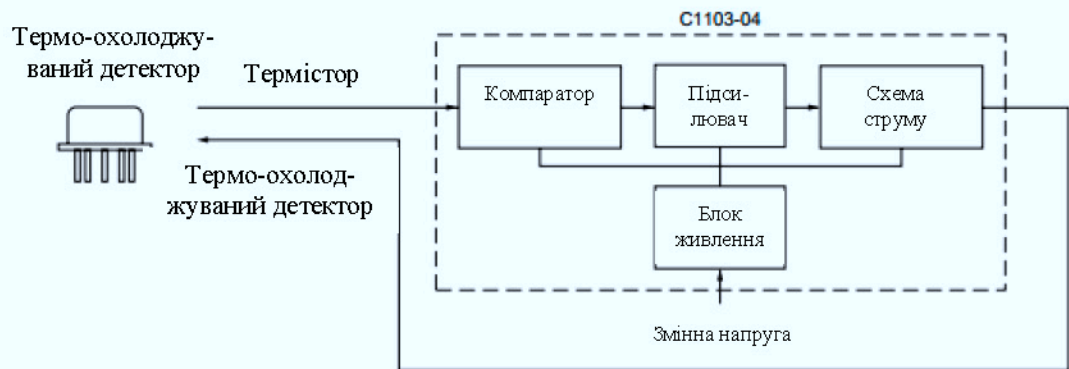 C1103-04
Термо-охолоджу-
ваний детектор
Термістор
Компаратор
Підси-
лювач
Схема
струму
Термо-охолод-
жуваний детектор
Блок
живлення
Змінна напруга